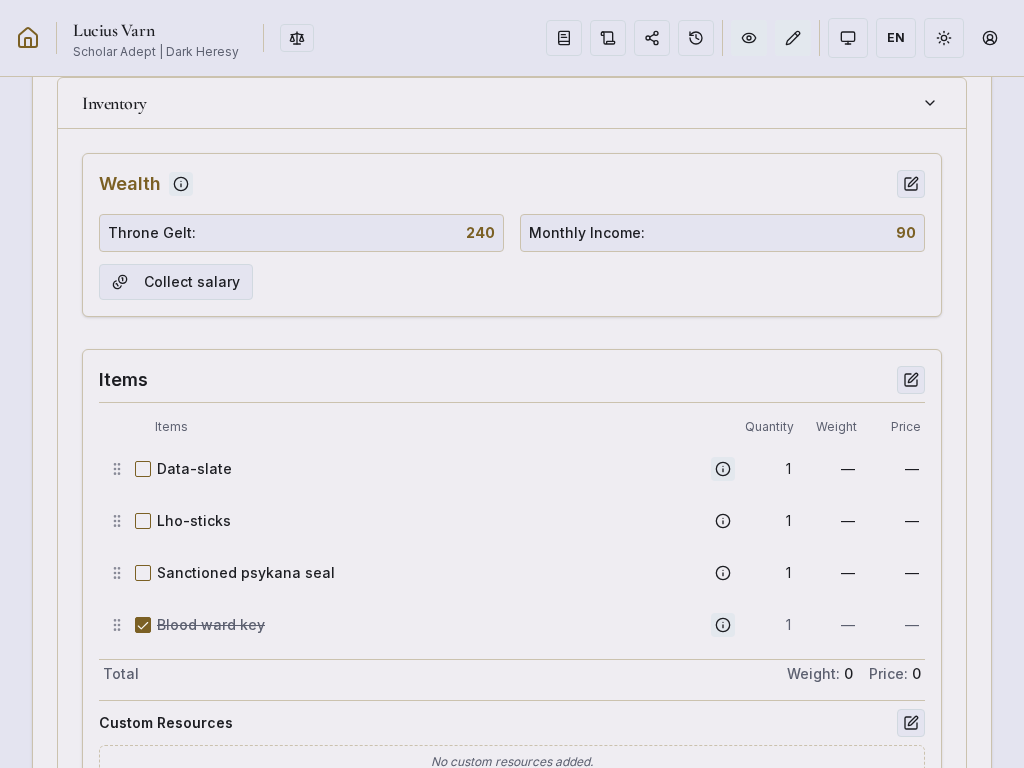 Lucius Varn
Scholar Adept | Dark Heresy
EN
Inventory
Wealth
Throne Gelt: 240
Monthly Income: 90
Collect salary
Items
Items Quantity Weight Price
Data-slate 1 — —
Lho-sticks 1 — —
Sanctioned psykana seal 1 — —
Blood ward key 1 — —
Total Weight: 0 Price: 0
Custom Resources
No custom resources added.